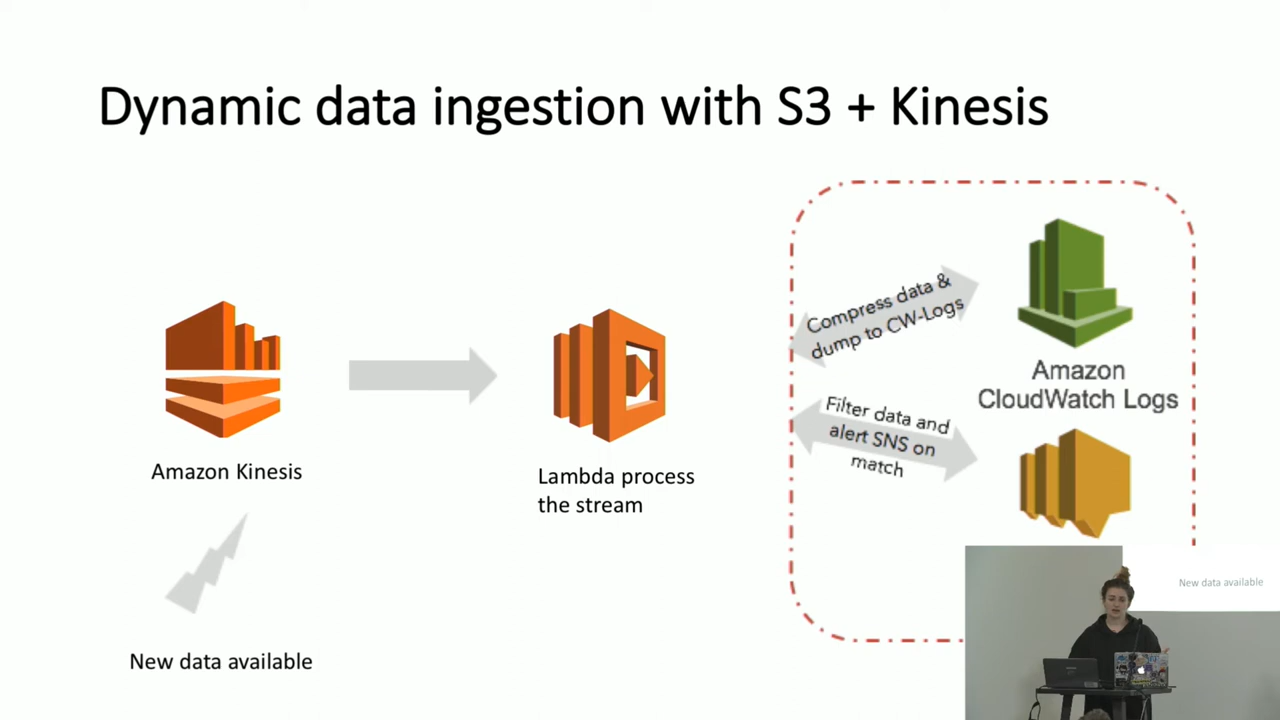 Dynamic data ingestion with S3 + Kinesis
Compress data &
dump to CW-Logs
Amazon
CloudWatch Logs
Filter data and
alert SNS on
match
Amazon Kinesis
Lambda process
the stream
New data available
New data available